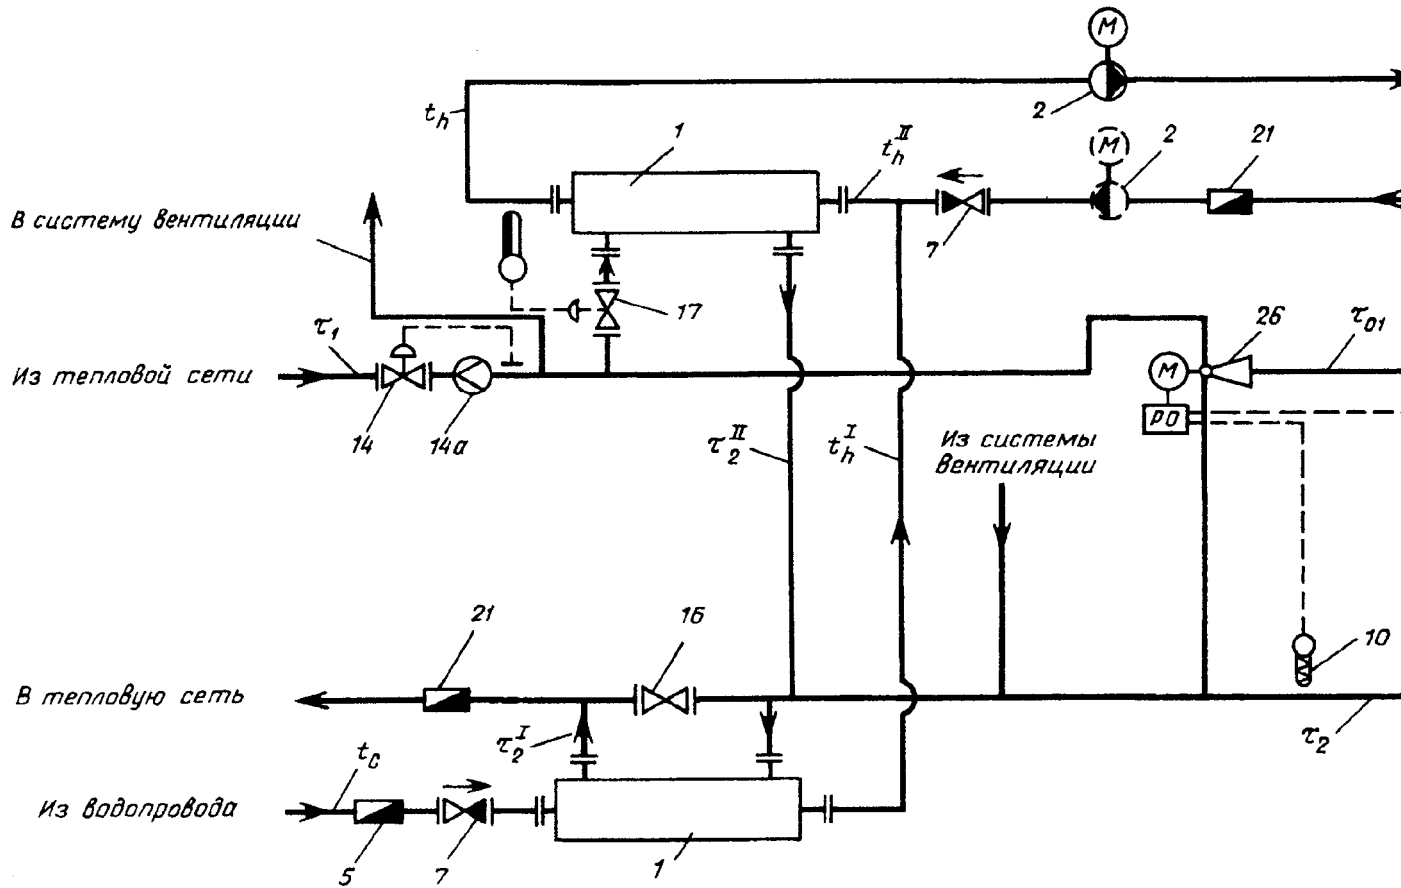 M
2
t_h
1
t_h^II
(M)
2
21
В систему вентиляции
7
17
τ_1
26
τ_01
Из тепловой сети
M
14
14а
РО
τ_2^II
t_h^I
Из системы
вентиляции
21
16
10
В тепловую сеть
τ_2^I
τ_2
t_c
Из водопровода
5
7
1